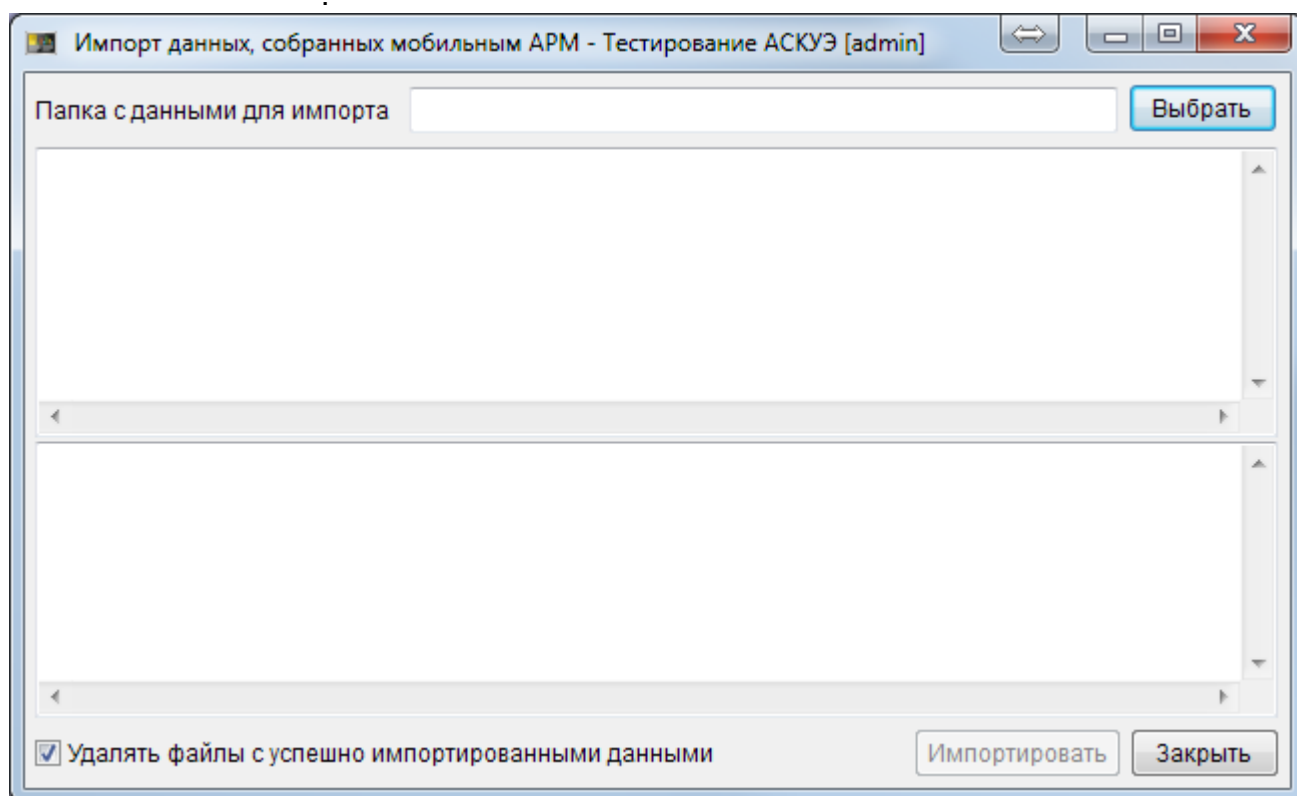 Импорт данных, собранных мобильным АРМ - Тестирование АСКУЭ [admin]
Папка с данными для импорта Выбрать
Удалять файлы с успешно импортированными данными Импортировать Закрыть